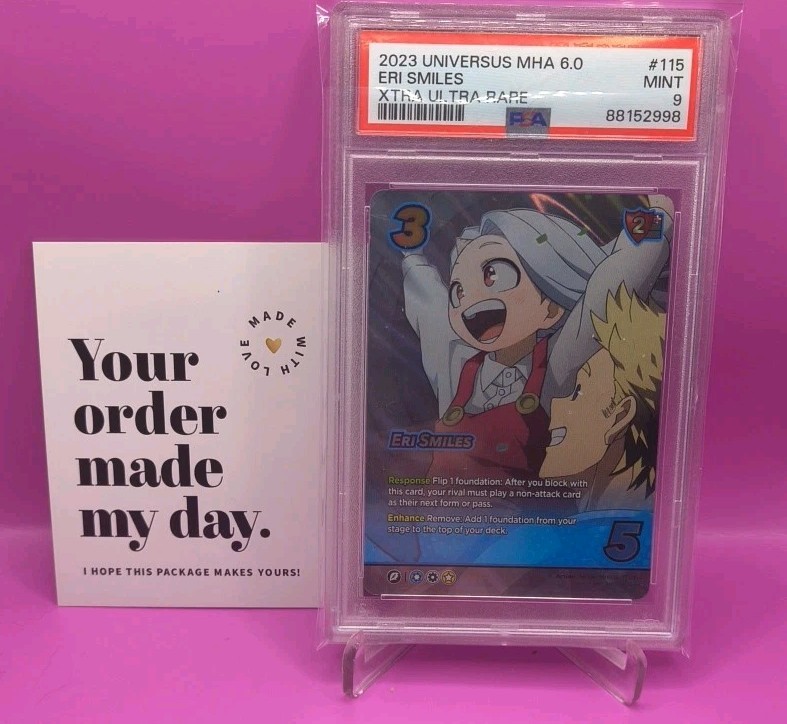 Your
order
made
my day.
I HOPE THIS PACKAGE MAKES YOURS!
MADE WITH LOVE
2023 UNIVERSUS MHA 6.0 #115
ERI SMILES MINT
XTRA ULTRA RARE 9
PSA 88152998
3
2
ERI SMILES
Response Flip 1 foundation: After you block with
this card, your rival must play a non-attack card
as their next form or pass.
Enhance Remove: Add 1 foundation from your
stage to the top of your deck.
5